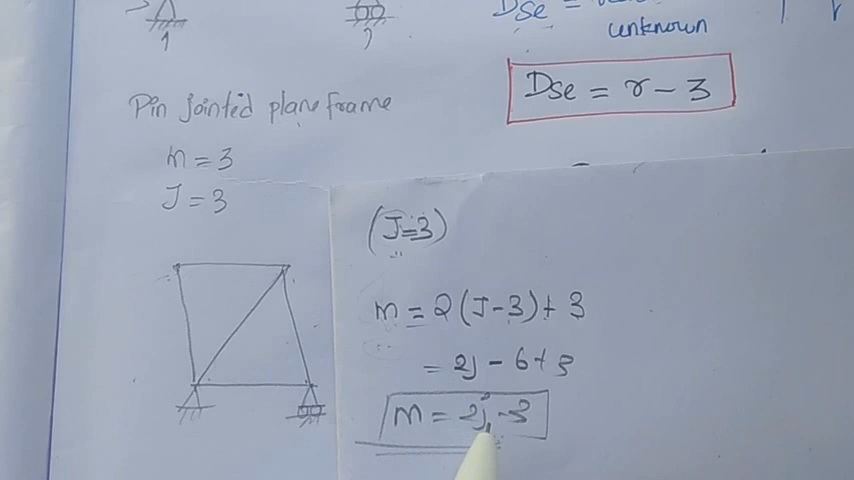 Dse =
unknown
Dse = r - 3
Pin jointed plane frame
m = 3
J = 3
(J=3)
m = 2(J-3)+3
= 2j - 6+3
m = 2j-3